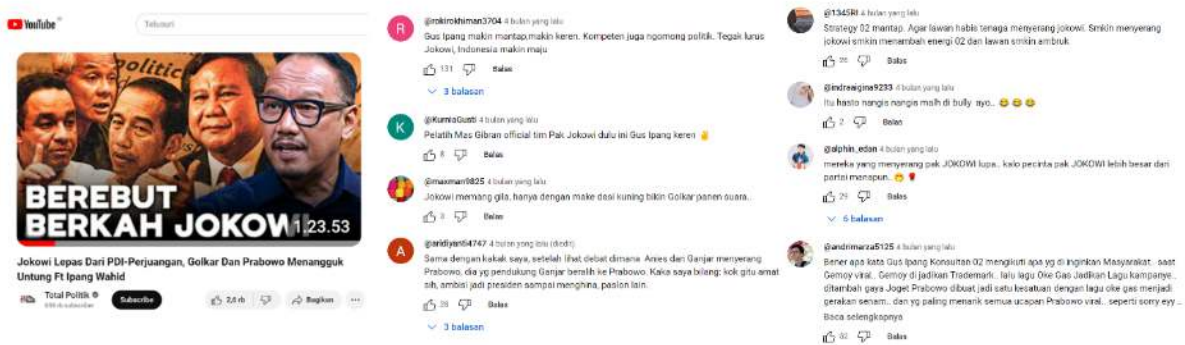 YouTube
Telusuri
BEREBUT
BERKAH JOKOWI
1.23.53
Jokowi Lepas Dari PDI-Perjuangan, Golkar Dan Prabowo Menangguk
Untung Ft Ipang Wahid
Total Politik
Subscribe
2,6 rb
Bagikan
R
@rokirokhiman3704 4 bulan yang lalu
Gus Ipang makin mantap,makin keren. Kompeten juga ngomong politik. Tegak lurus
Jokowi, Indonesia makin maju
131
Balas
3 balasan
K
@KurniaGusti 4 bulan yang lalu
Pelatih Mas Gibran official tim Pak Jokowi dulu ini Gus Ipang keren ✌
Balas
@maxman9825 4 bulan yang lalu
Jokowi memang gila, hanya dengan make dasi kuning bikin Golkar panen suara..
3
Balas
A
@aridiyanti4747 4 bulan yang lalu (diedit)
Sama dengan kakak saya, setelah lihat debat dimana Anies dan Ganjar menyerang
Prabowo, dia yg pendukung Ganjar beralih ke Prabowo. Kaka saya bilang: kok gitu amat
sih, ambisi jadi presiden sampai menghina, paslon lain.
Balas
3 balasan
@1345RI 4 bulan yang lalu
Strategy 02 mantap. Agar lawan habis tenaga menyerang jokowi. Smkin menyerang
jokowi smkin menambah energi 02 dan lawan smkin ambruk
Balas
@indraaigina9233 4 bulan yang lalu
Itu hasto nangis nangis malh di bully ayo.. 😂😂😂
2
Balas
@alphin_edan 4 bulan yang lalu
mereka yang menyerang pak JOKOWI lupa.. kalo pecinta pak JOKOWI lebih besar dari
partai manapun..
29
Balas
6 balasan
@andrimarza5125 4 bulan yang lalu
Bener apa kata Gus Ipang Konsultan 02 mengikuti apa yg di inginkan Masyarakat.. saat
Gemoy viral.. Gemoy di jadikan Trademark.. lalu lagu Oke Gas Jadikan Lagu kampanye..
ditambah gaya Joget Prabowo dibuat jadi satu kesatuan dengan lagu oke gas menjadi
gerakan senam.. dan yg paling menarik semua ucapan Prabowo viral.. seperti sorry eyy ..
Baca selengkapnya
Balas